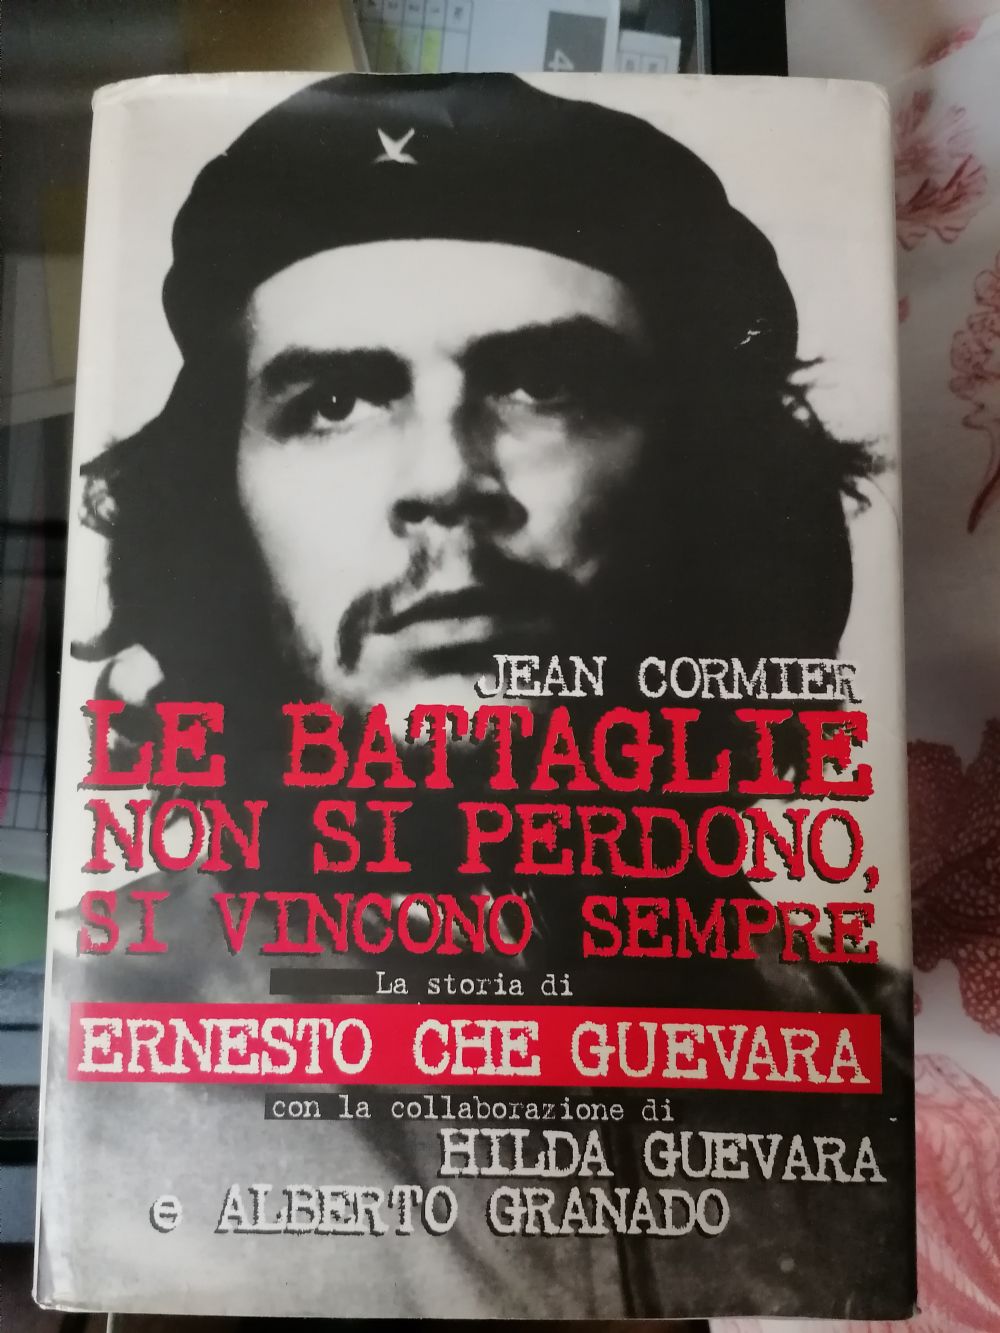 4
JEAN CORMIER
LE BATTAGLIE
NON SI PERDONO,
SI VINCONO SEMPRE
La storia di
ERNESTO CHE GUEVARA
con la collaborazione di
HILDA GUEVARA
e ALBERTO GRANADO